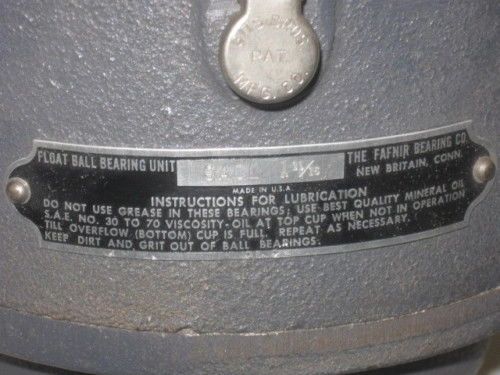 PAT.
MFG. CO.
FLOAT BALL BEARING UNIT
THE FAFNIR BEARING CO.
NEW BRITAIN, CONN.
MADE IN U.S.A.
INSTRUCTIONS FOR LUBRICATION
DO NOT USE GREASE IN THESE BEARINGS; USE BEST QUALITY MINERAL OIL
S.A.E. NO. 30 TO 70 VISCOSITY-OIL AT TOP CUP WHEN NOT IN OPERATION
TILL OVERFLOW (BOTTOM) CUP IS FULL. REPEAT AS NECESSARY.
KEEP DIRT AND GRIT OUT OF BALL BEARINGS.